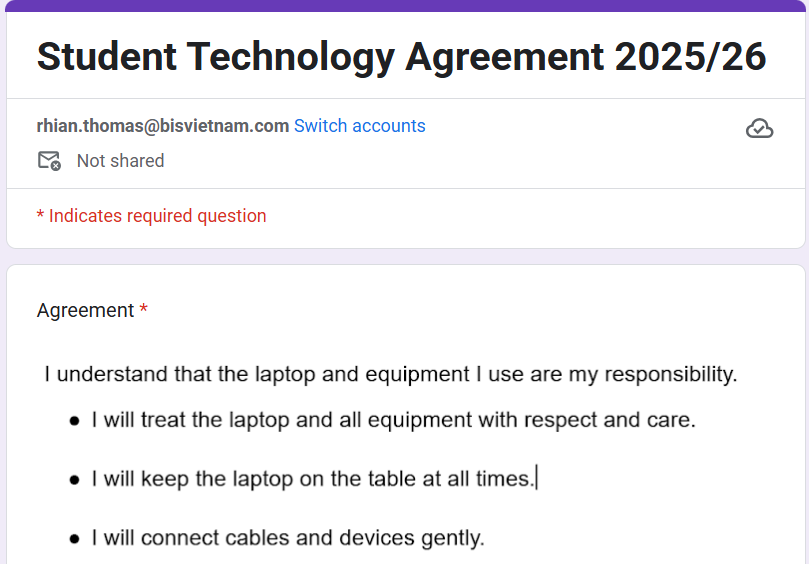 Student Technology Agreement 2025/26
rhian.thomas@bisvietnam.com Switch accounts
Not shared
* Indicates required question
Agreement *
I understand that the laptop and equipment I use are my responsibility.
● I will treat the laptop and all equipment with respect and care.
● I will keep the laptop on the table at all times.
● I will connect cables and devices gently.